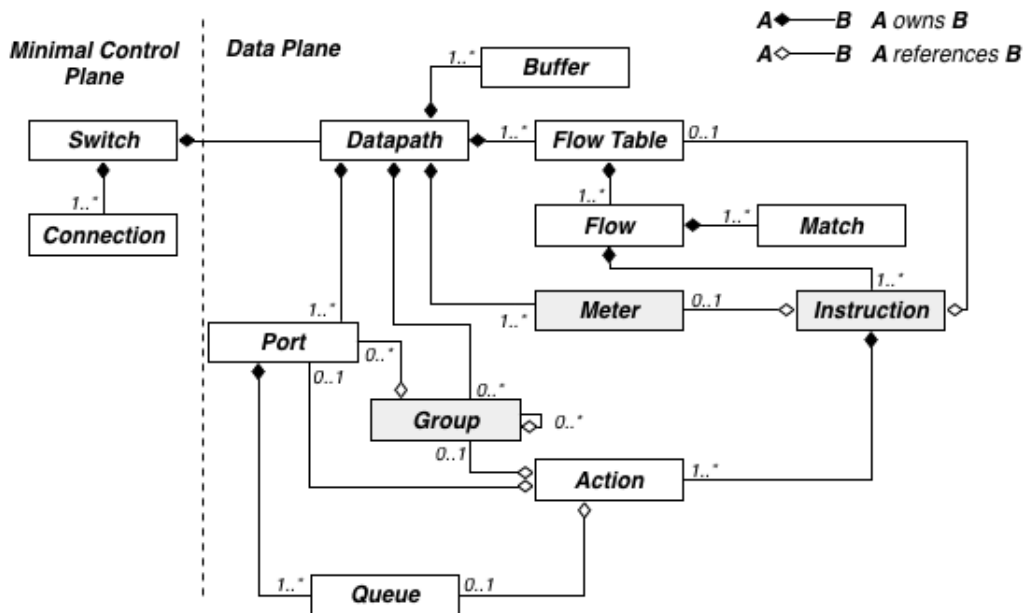 A B A owns B
A B A references B
Minimal Control
Plane
Data Plane
1..*
Buffer
Switch
Datapath
1..*
Flow Table
0..1
1..*
Connection
1..*
Flow
1..*
Match
1..*
Meter
0..1
1..*
Instruction
1..*
Port
0..*
0..1
0..*
Group
0..*
0..1
Action
1..*
1..*
Queue
0..1